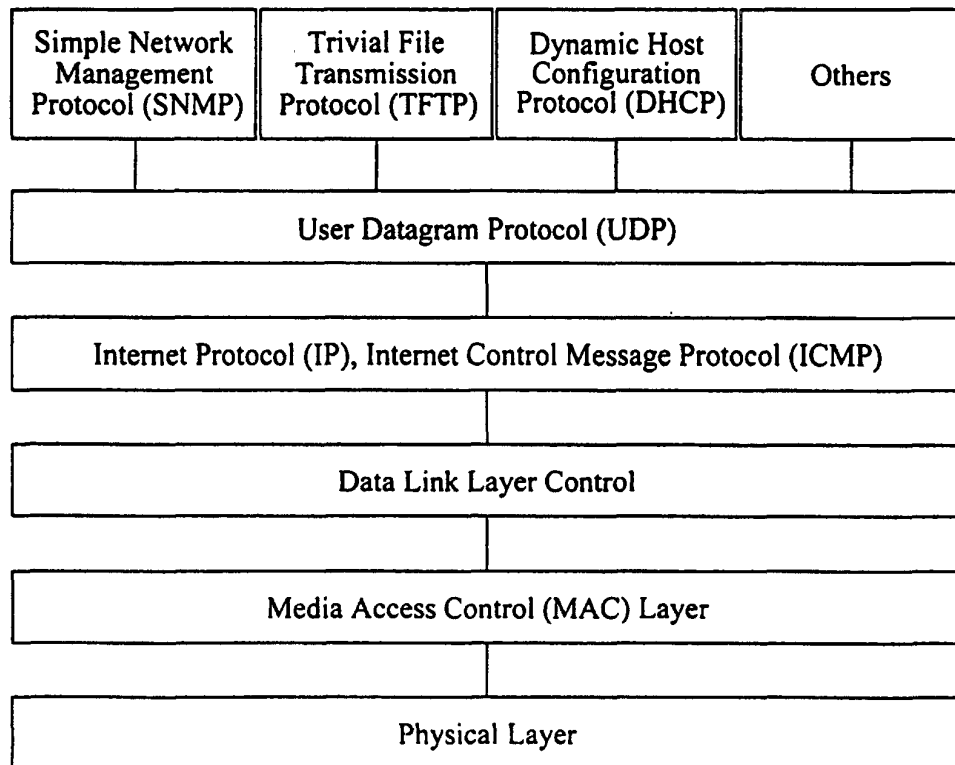 Simple Network
Management
Protocol (SNMP)
Trivial File
Transmission
Protocol (TFTP)
Dynamic Host
Configuration
Protocol (DHCP)
Others
User Datagram Protocol (UDP)
Internet Protocol (IP), Internet Control Message Protocol (ICMP)
Data Link Layer Control
Media Access Control (MAC) Layer
Physical Layer